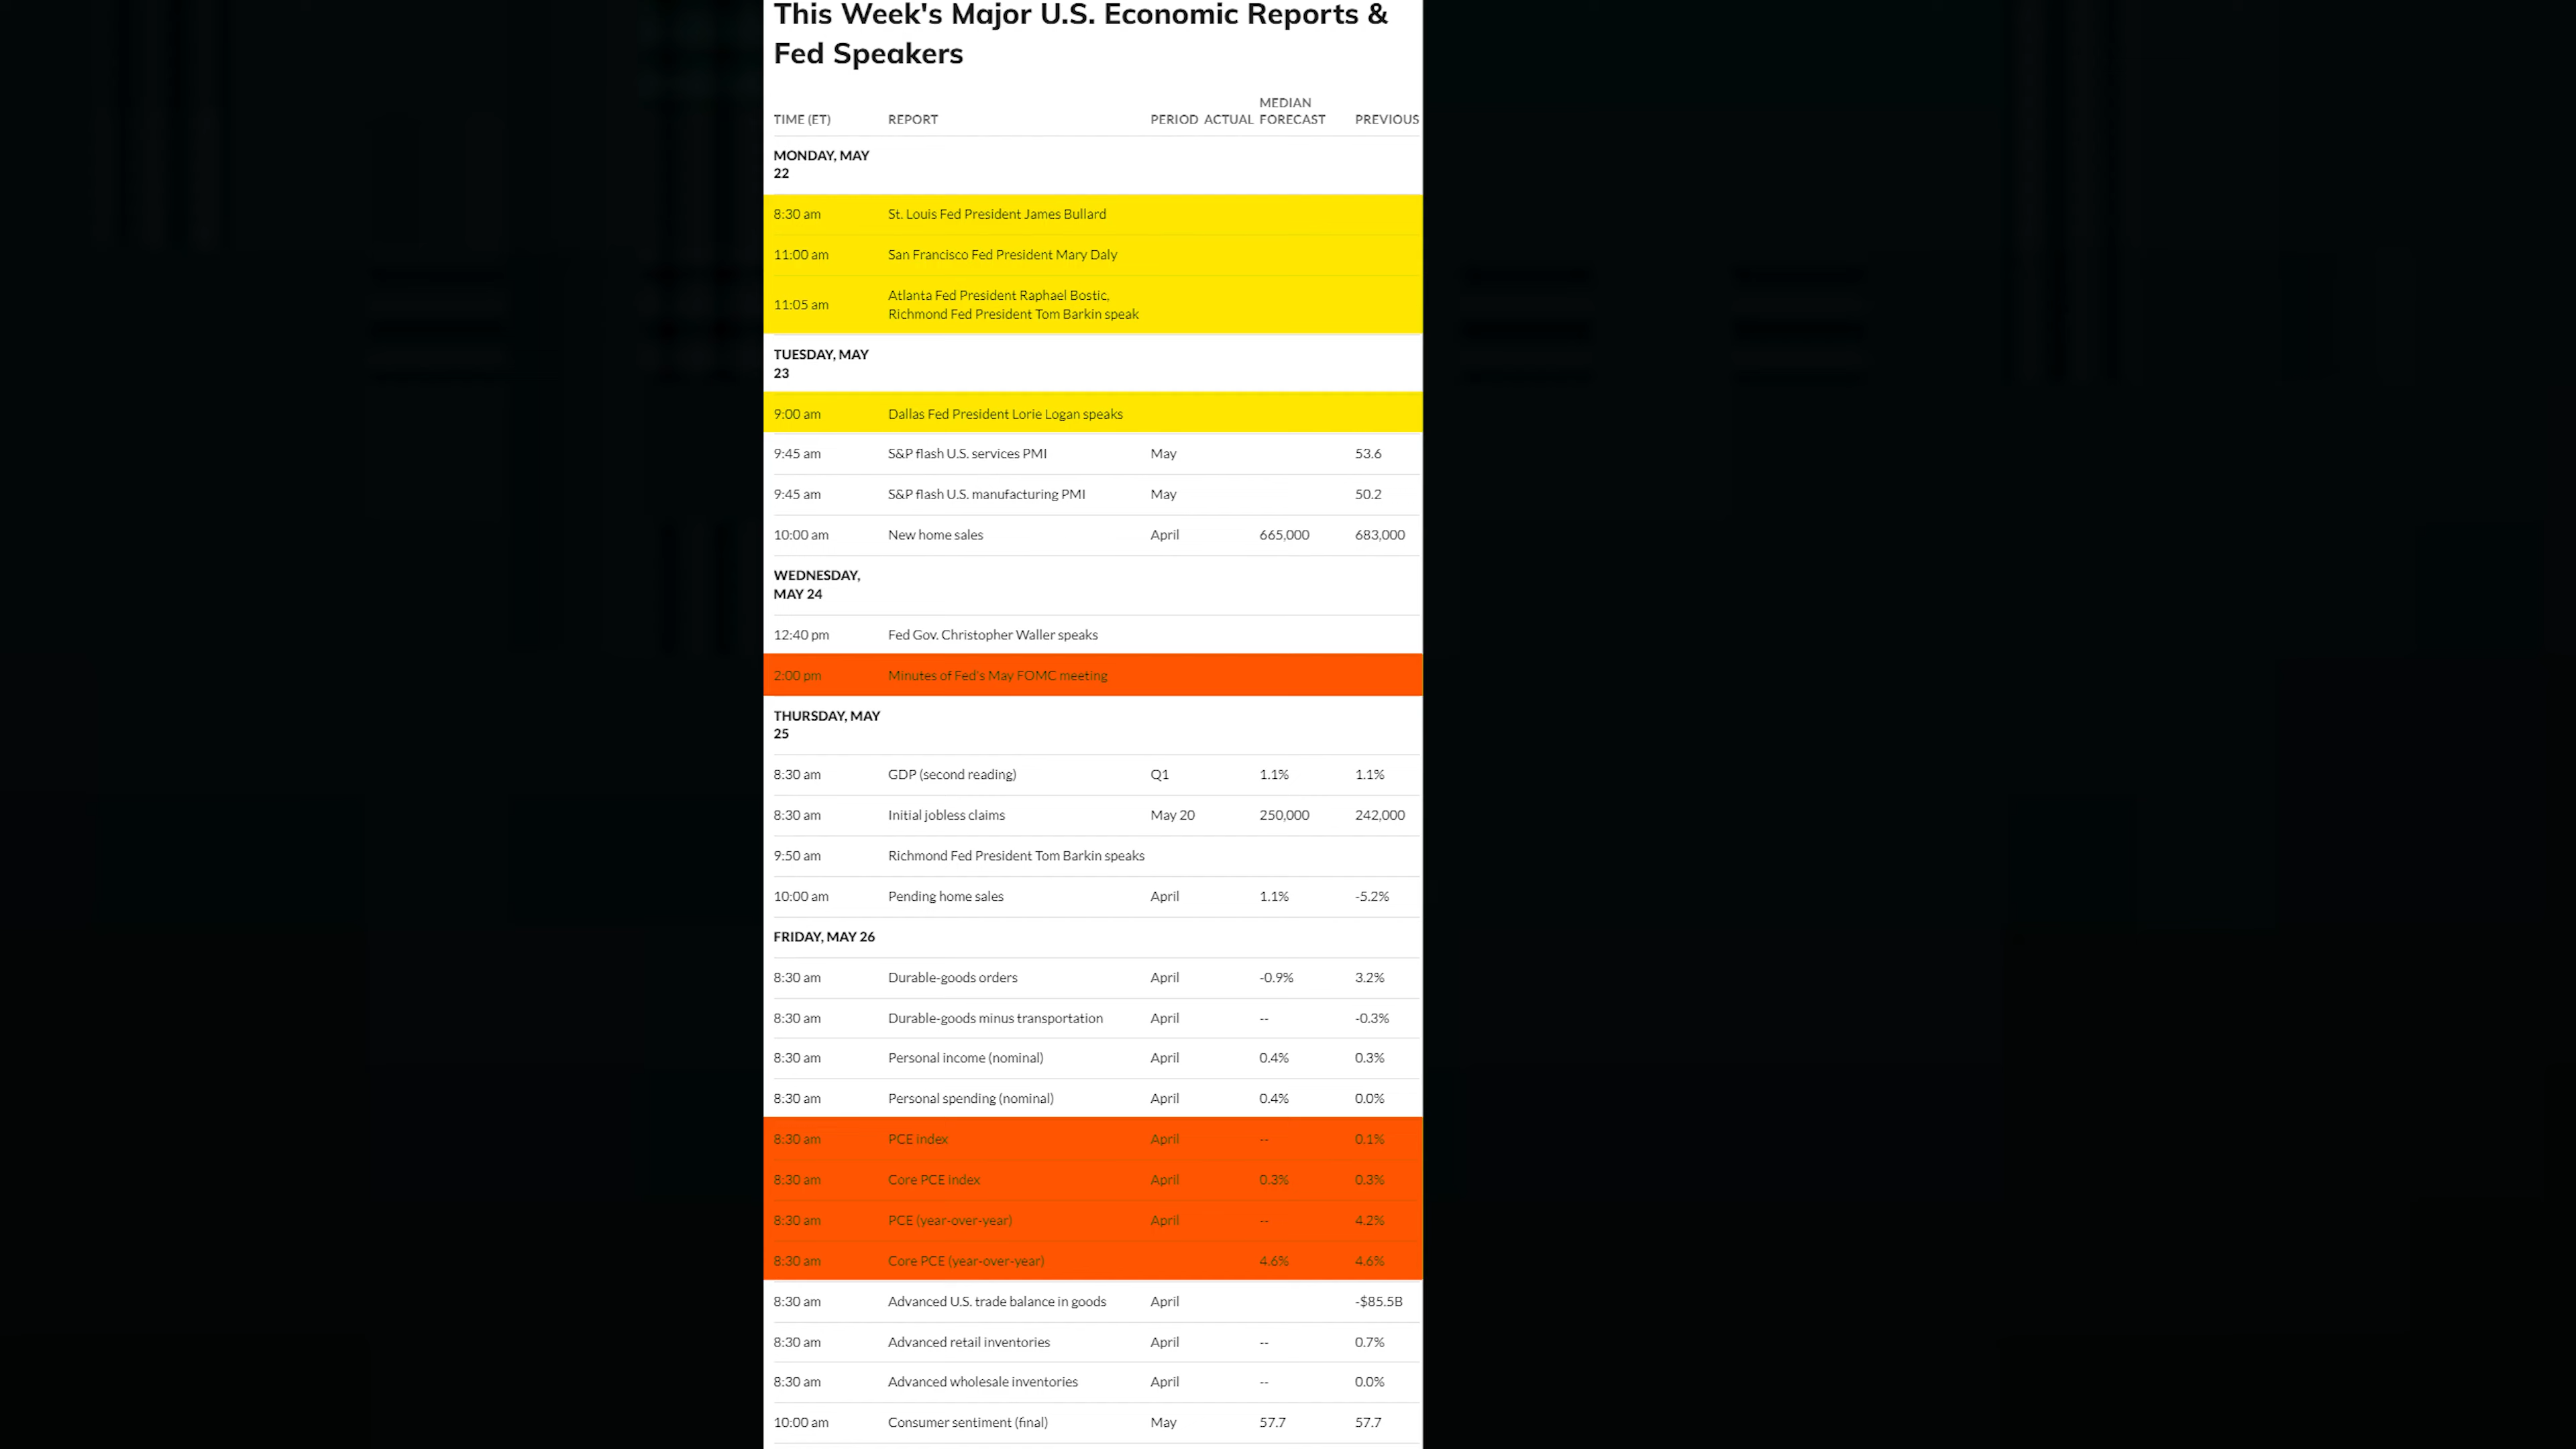 This Week's Major U.S. Economic Reports &
Fed Speakers
TIME (ET) REPORT PERIOD ACTUAL MEDIAN FORECAST PREVIOUS
MONDAY, MAY
22
8:30 am St. Louis Fed President James Bullard
11:00 am San Francisco Fed President Mary Daly
11:05 am Atlanta Fed President Raphael Bostic,
Richmond Fed President Tom Barkin speak
TUESDAY, MAY
23
9:00 am Dallas Fed President Lorie Logan speaks
9:45 am S&P flash U.S. services PMI May 53.6
9:45 am S&P flash U.S. manufacturing PMI May 50.2
10:00 am New home sales April 665,000 683,000
WEDNESDAY,
MAY 24
12:40 pm Fed Gov. Christopher Waller speaks
2:00 pm Minutes of Fed's May FOMC meeting
THURSDAY, MAY
25
8:30 am GDP (second reading) Q1 1.1% 1.1%
8:30 am Initial jobless claims May 20 250,000 242,000
9:50 am Richmond Fed President Tom Barkin speaks
10:00 am Pending home sales April 1.1% -5.2%
FRIDAY, MAY 26
8:30 am Durable-goods orders April -0.9% 3.2%
8:30 am Durable-goods minus transportation April -- -0.3%
8:30 am Personal income (nominal) April 0.4% 0.3%
8:30 am Personal spending (nominal) April 0.4% 0.0%
8:30 am PCE index April -- 0.1%
8:30 am Core PCE index April 0.3% 0.3%
8:30 am PCE (year-over-year) April -- 4.2%
8:30 am Core PCE (year-over-year) 4.6% 4.6%
8:30 am Advanced U.S. trade balance in goods April -$85.5B
8:30 am Advanced retail inventories April -- 0.7%
8:30 am Advanced wholesale inventories April -- 0.0%
10:00 am Consumer sentiment (final) May 57.7 57.7